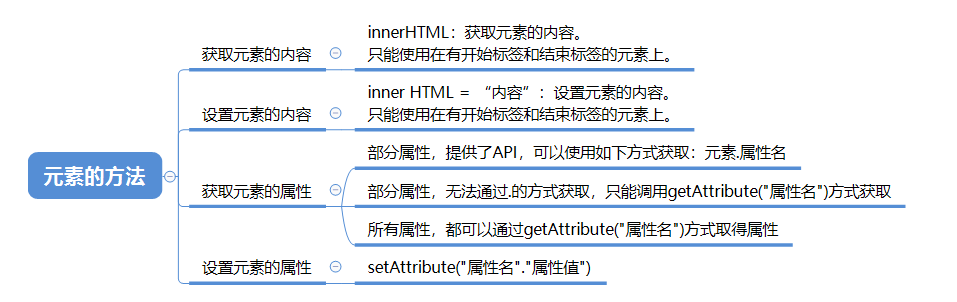 元素的方法
获取元素的内容
innerHTML：获取元素的内容。
只能使用在有开始标签和结束标签的元素上。
设置元素的内容
inner HTML = “内容”：设置元素的内容。
只能使用在有开始标签和结束标签的元素上。
获取元素的属性
部分属性，提供了API，可以使用如下方式获取：元素.属性名
部分属性，无法通过.的方式获取，只能调用getAttribute("属性名")方式获取
所有属性，都可以通过getAttribute("属性名")方式取得属性
设置元素的属性
setAttribute("属性名"."属性值")